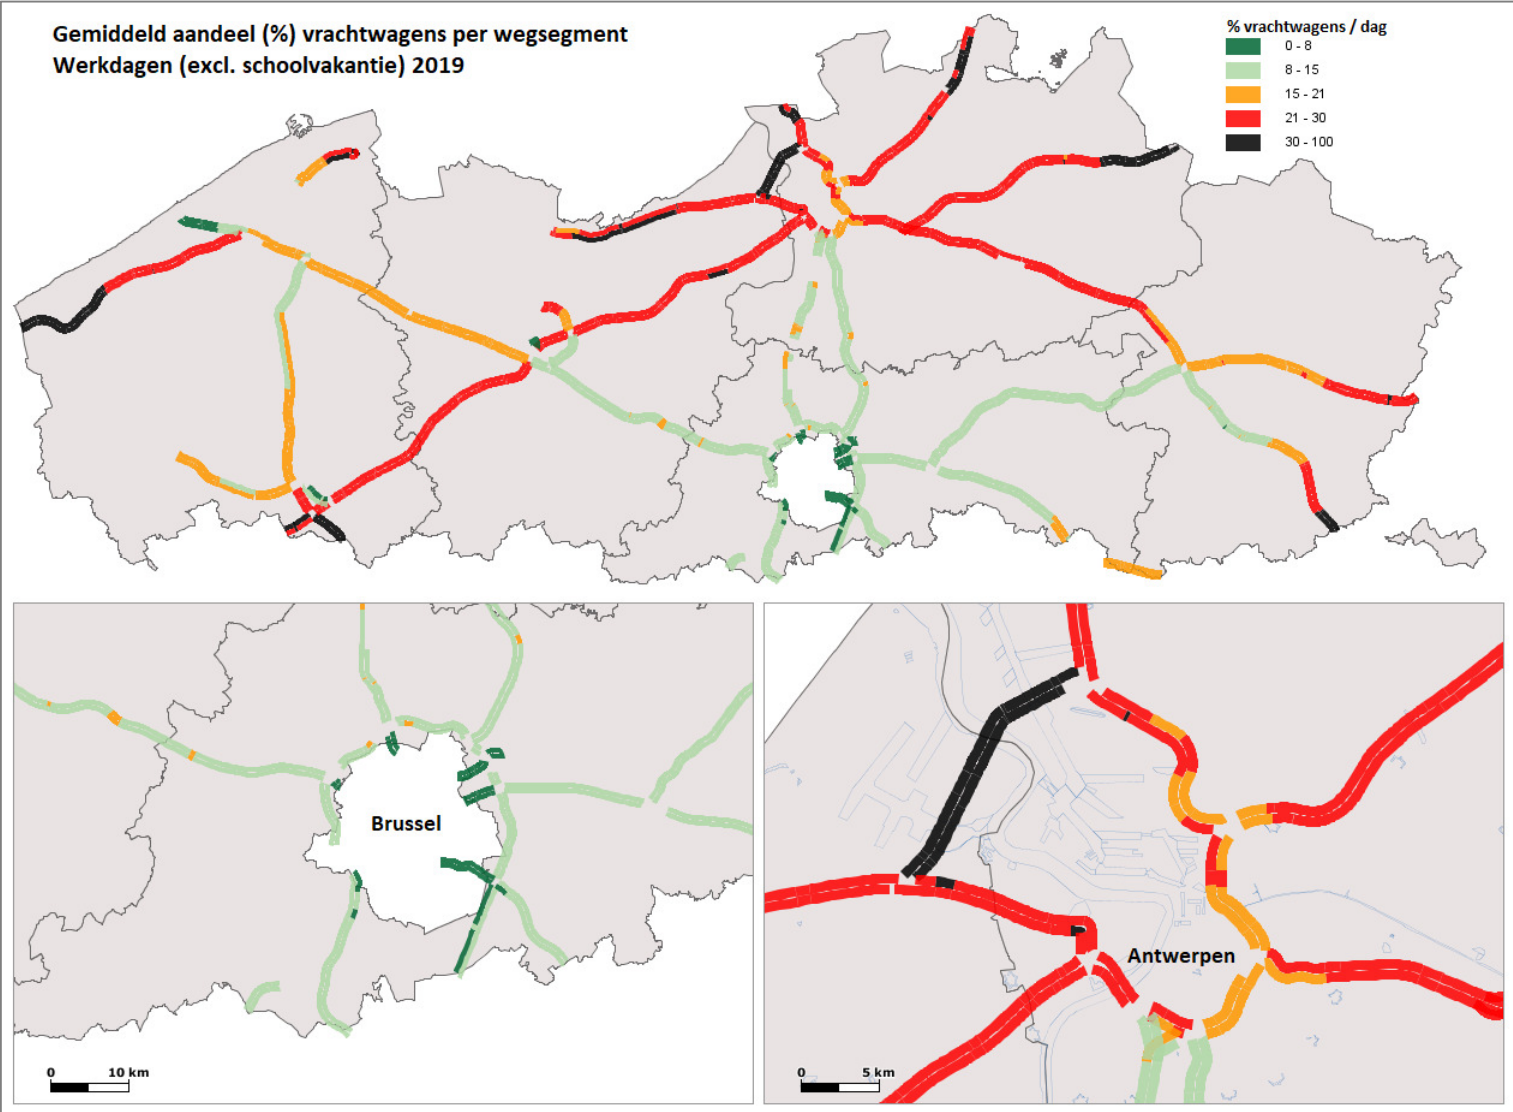 Gemiddeld aandeel (%) vrachtwagens per wegsegment
Werkdagen (excl. schoolvakantie) 2019
% vrachtwagens / dag
0 - 8
8 - 15
15 - 21
21 - 30
30 - 100
Brussel
0 10 km
Antwerpen
0 5 km